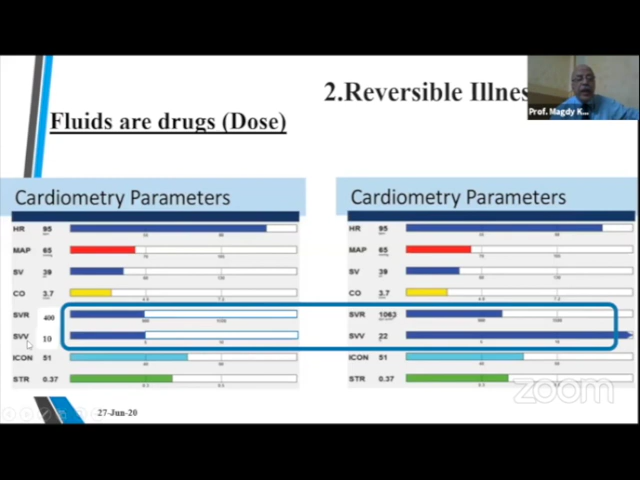 2.Reversible Illnes
Prof. Magdy K...
Fluids are drugs (Dose)
Cardiometry Parameters
HR 95
MAP 65
SV 39
CO 3.7
SVR 400
SVV 10
ICON 51
STR 0.37
Cardiometry Parameters
HR 95
MAP 65
SV 39
CO 3.7
SVR 1063
SVV 22
ICON 51
STR 0.37
27-Jun-20
zoom